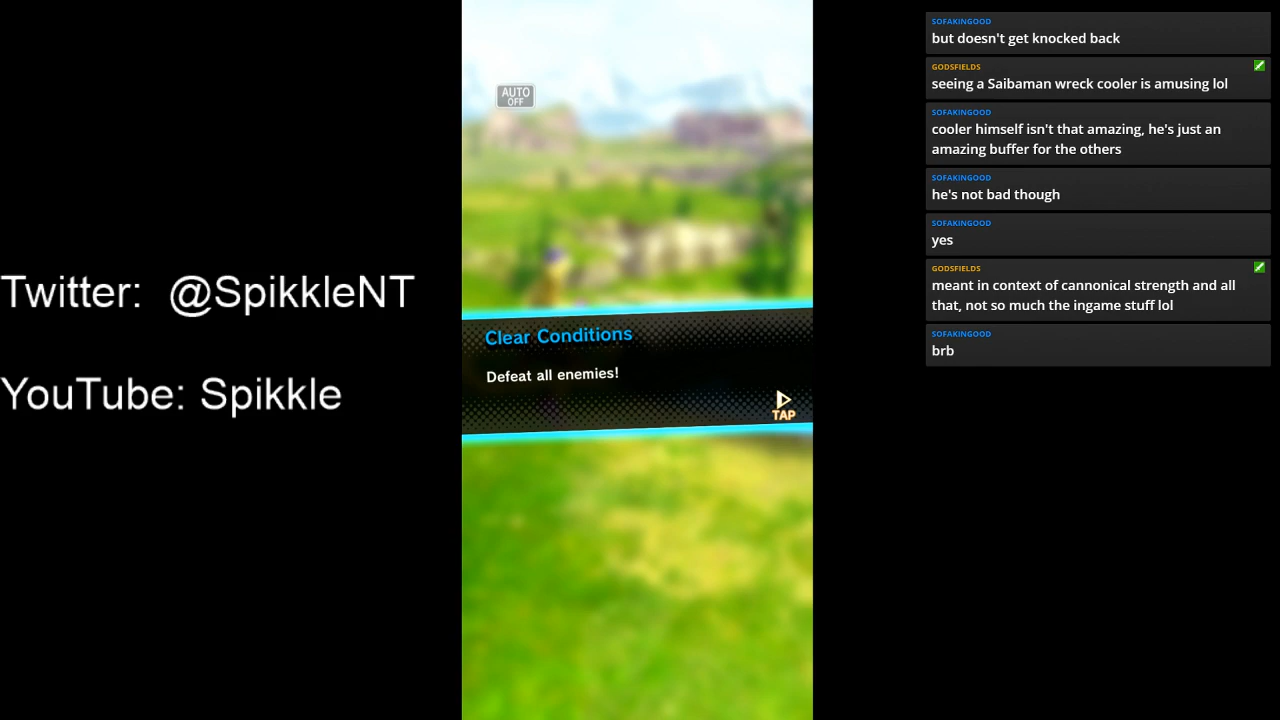 Twitter:  @SpikkleNT
YouTube: Spikkle
AUTO
OFF
Clear Conditions
Defeat all enemies!
TAP
SOFAKINGOOD
but doesn't get knocked back
GODSFIELDS
seeing a Saibaman wreck cooler is amusing lol
SOFAKINGOOD
cooler himself isn't that amazing, he's just an
amazing buffer for the others
SOFAKINGOOD
he's not bad though
SOFAKINGOOD
yes
GODSFIELDS
meant in context of cannonical strength and all
that, not so much the ingame stuff lol
SOFAKINGOOD
brb